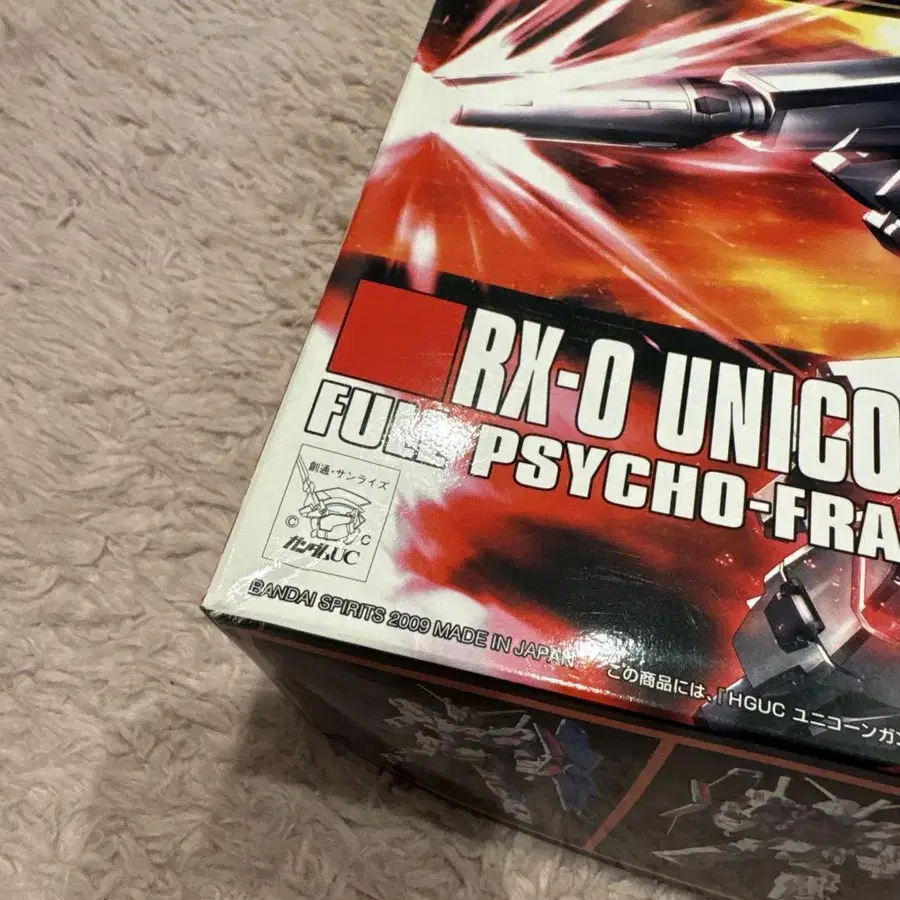 RX-0 UNICO
FULL PSYCHO-FRA
創通・サンライズ
© C
ガンダムUC
BANDAI SPIRITS 2009 MADE IN JAPAN
この商品には、「HGUC ユニコーンガン